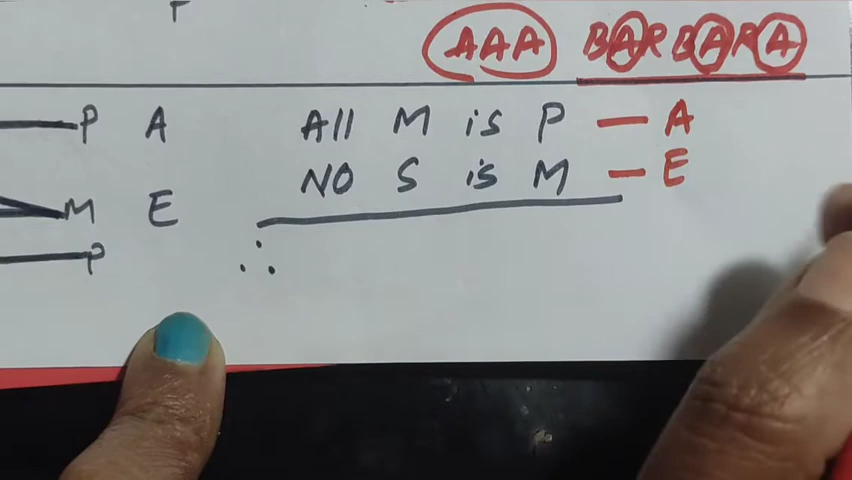 AAA BARBARA
P A All M is P — A
M E NO S is M — E
P ∴